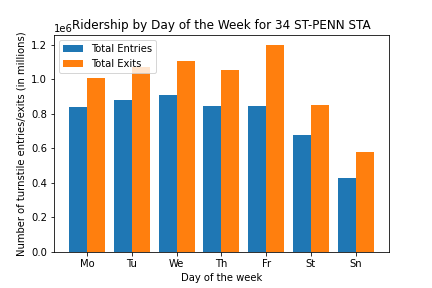 1e6
Ridership by Day of the Week for 34 ST-PENN STA
Total Entries
Total Exits
Number of turnstile entries/exits (in millions)
1.2
1.0
0.8
0.6
0.4
0.2
0.0
Mo Tu We Th Fr St Sn
Day of the week